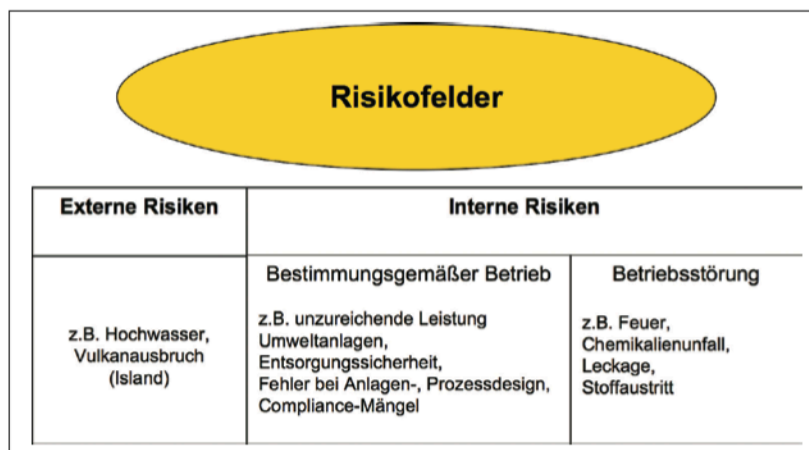 Risikofelder
Externe Risiken
Interne Risiken
z.B. Hochwasser,
Vulkanausbruch
(Island)
Bestimmungsgemäßer Betrieb
z.B. unzureichende Leistung
Umweltanlagen,
Entsorgungssicherheit,
Fehler bei Anlagen-, Prozessdesign,
Compliance-Mängel
Betriebsstörung
z.B. Feuer,
Chemikalienunfall,
Leckage,
Stoffaustritt